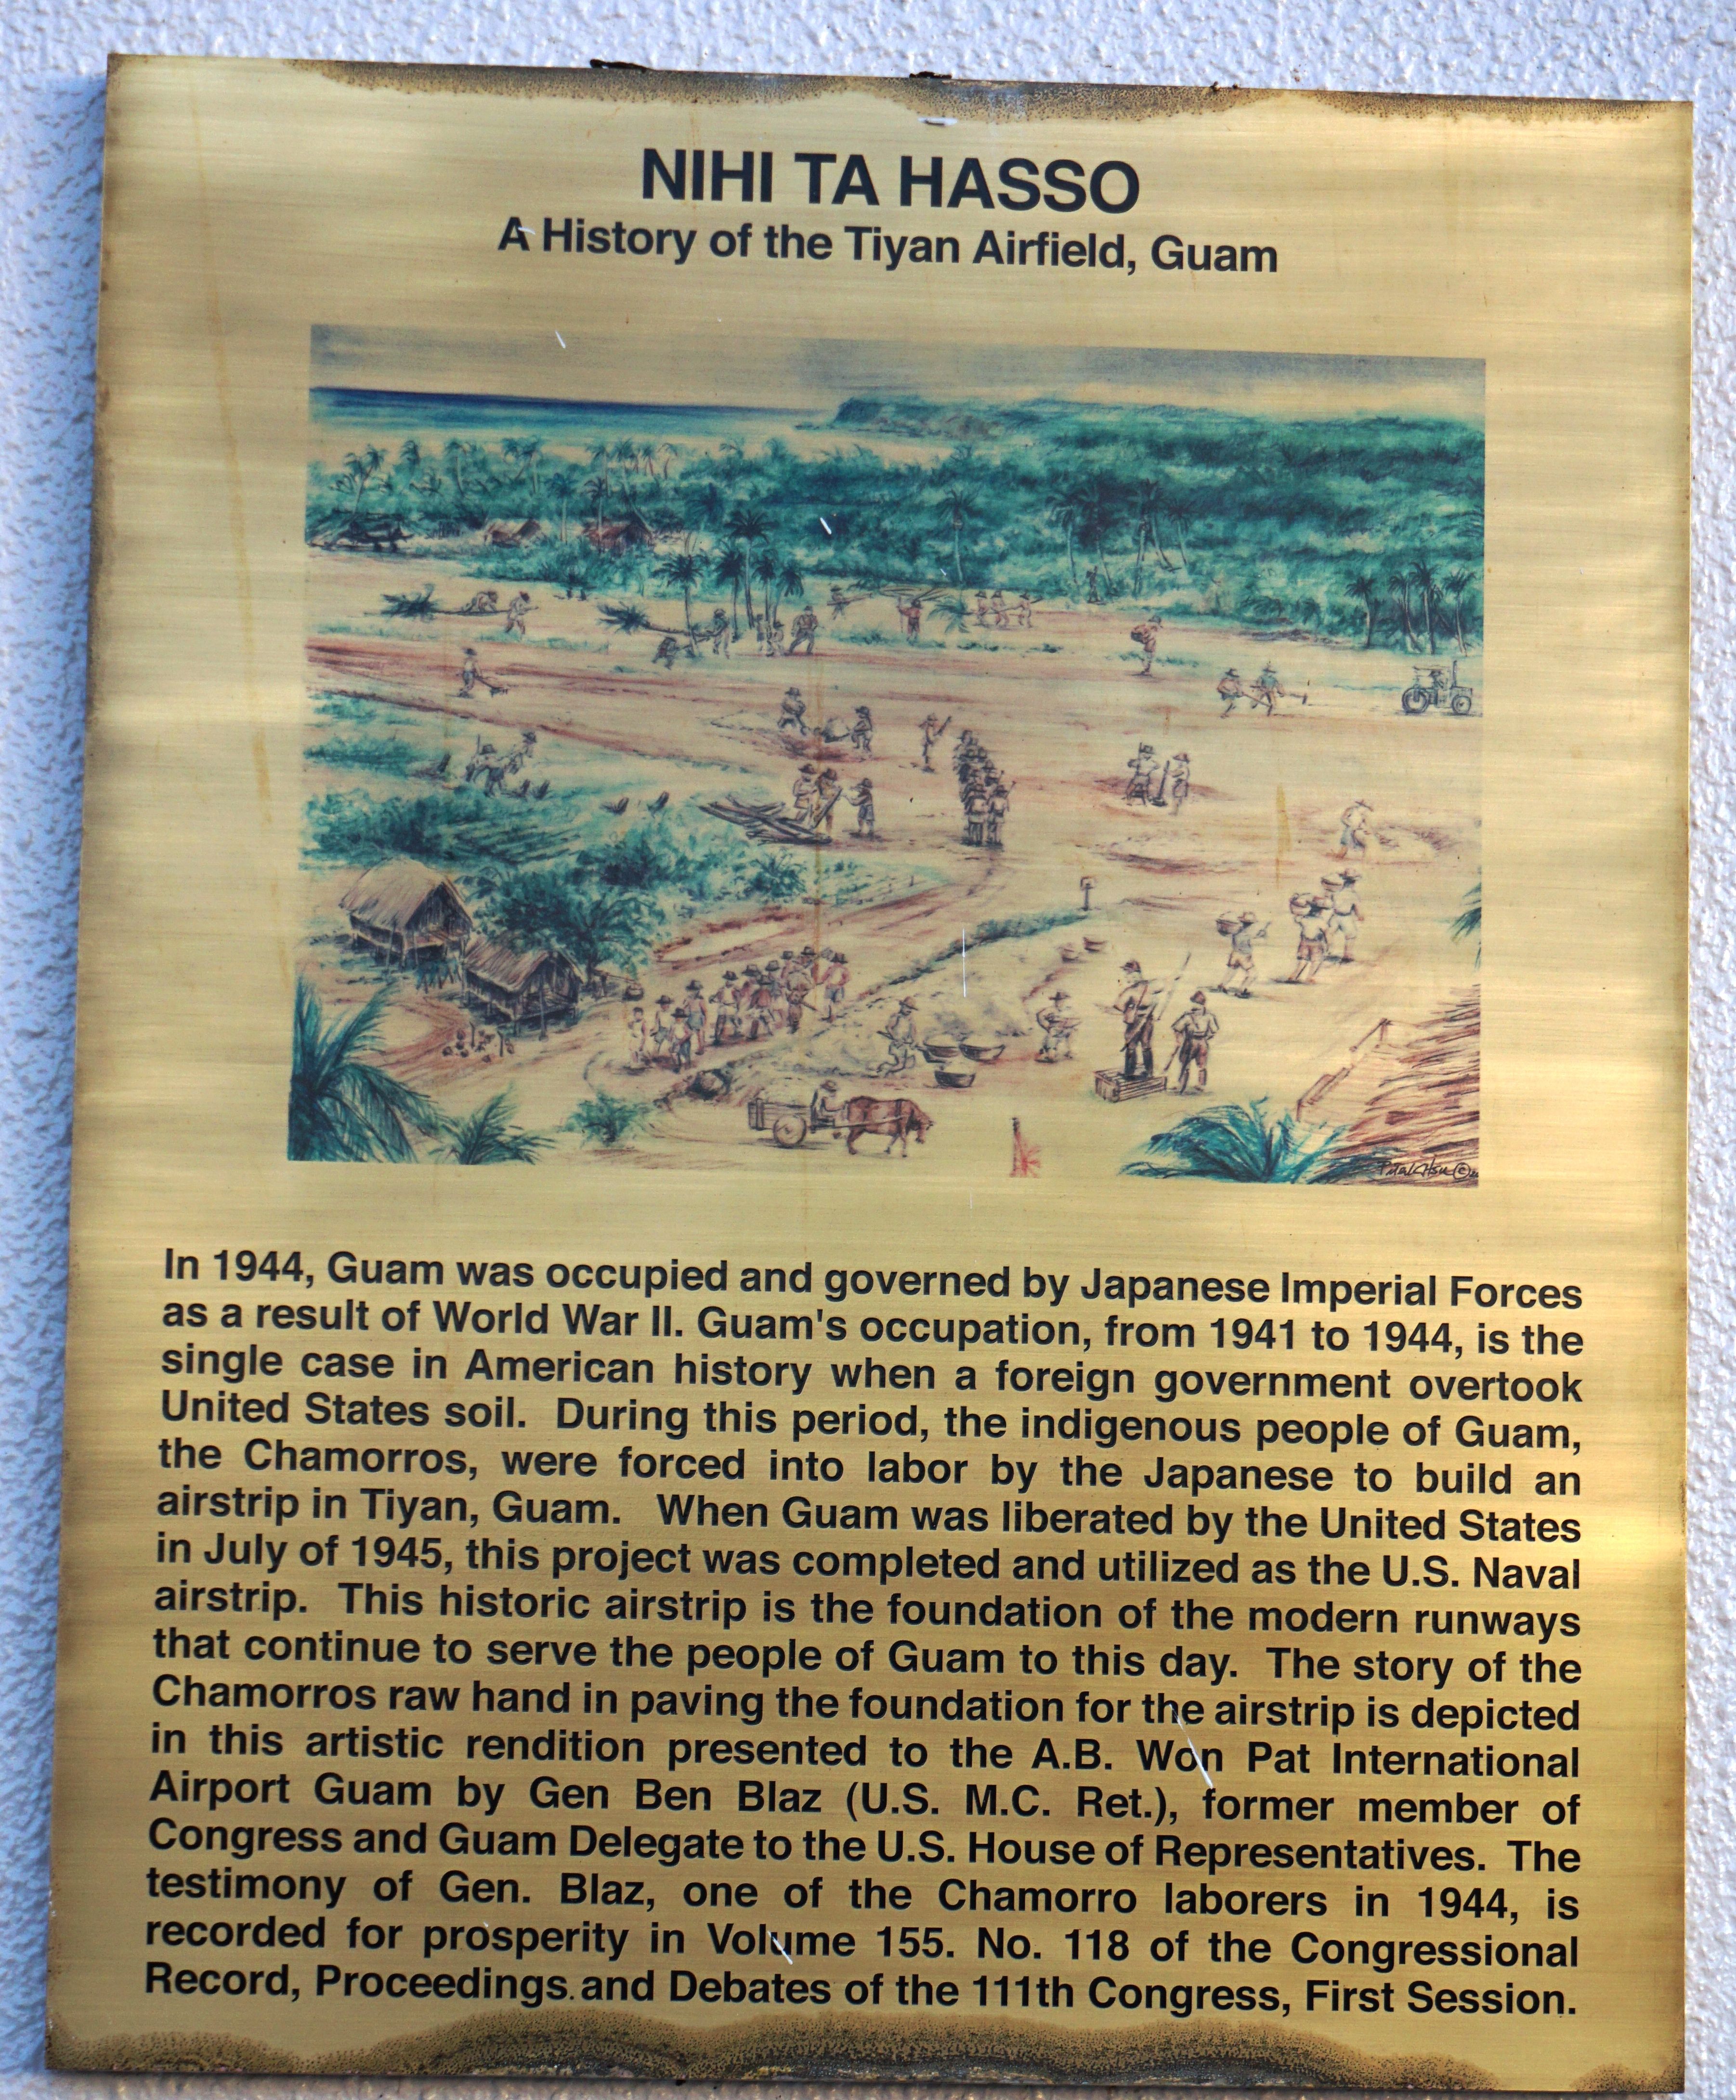 NIHI TA HASSO
A History of the Tiyan Airfield, Guam
In 1944, Guam was occupied and governed by Japanese Imperial Forces
as a result of World War II. Guam's occupation, from 1941 to 1944, is the
single case in American history when a foreign government overtook
United States soil. During this period, the indigenous people of Guam,
the Chamorros, were forced into labor by the Japanese to build an
airstrip in Tiyan, Guam. When Guam was liberated by the United States
in July of 1945, this project was completed and utilized as the U.S. Naval
airstrip. This historic airstrip is the foundation of the modern runways
that continue to serve the people of Guam to this day. The story of the
Chamorros raw hand in paving the foundation for the airstrip is depicted
in this artistic rendition presented to the A.B. Won Pat International
Airport Guam by Gen Ben Blaz (U.S. M.C. Ret.), former member of
Congress and Guam Delegate to the U.S. House of Representatives. The
testimony of Gen. Blaz, one of the Chamorro laborers in 1944, is
recorded for prosperity in Volume 155. No. 118 of the Congressional
Record, Proceedings and Debates of the 111th Congress, First Session.